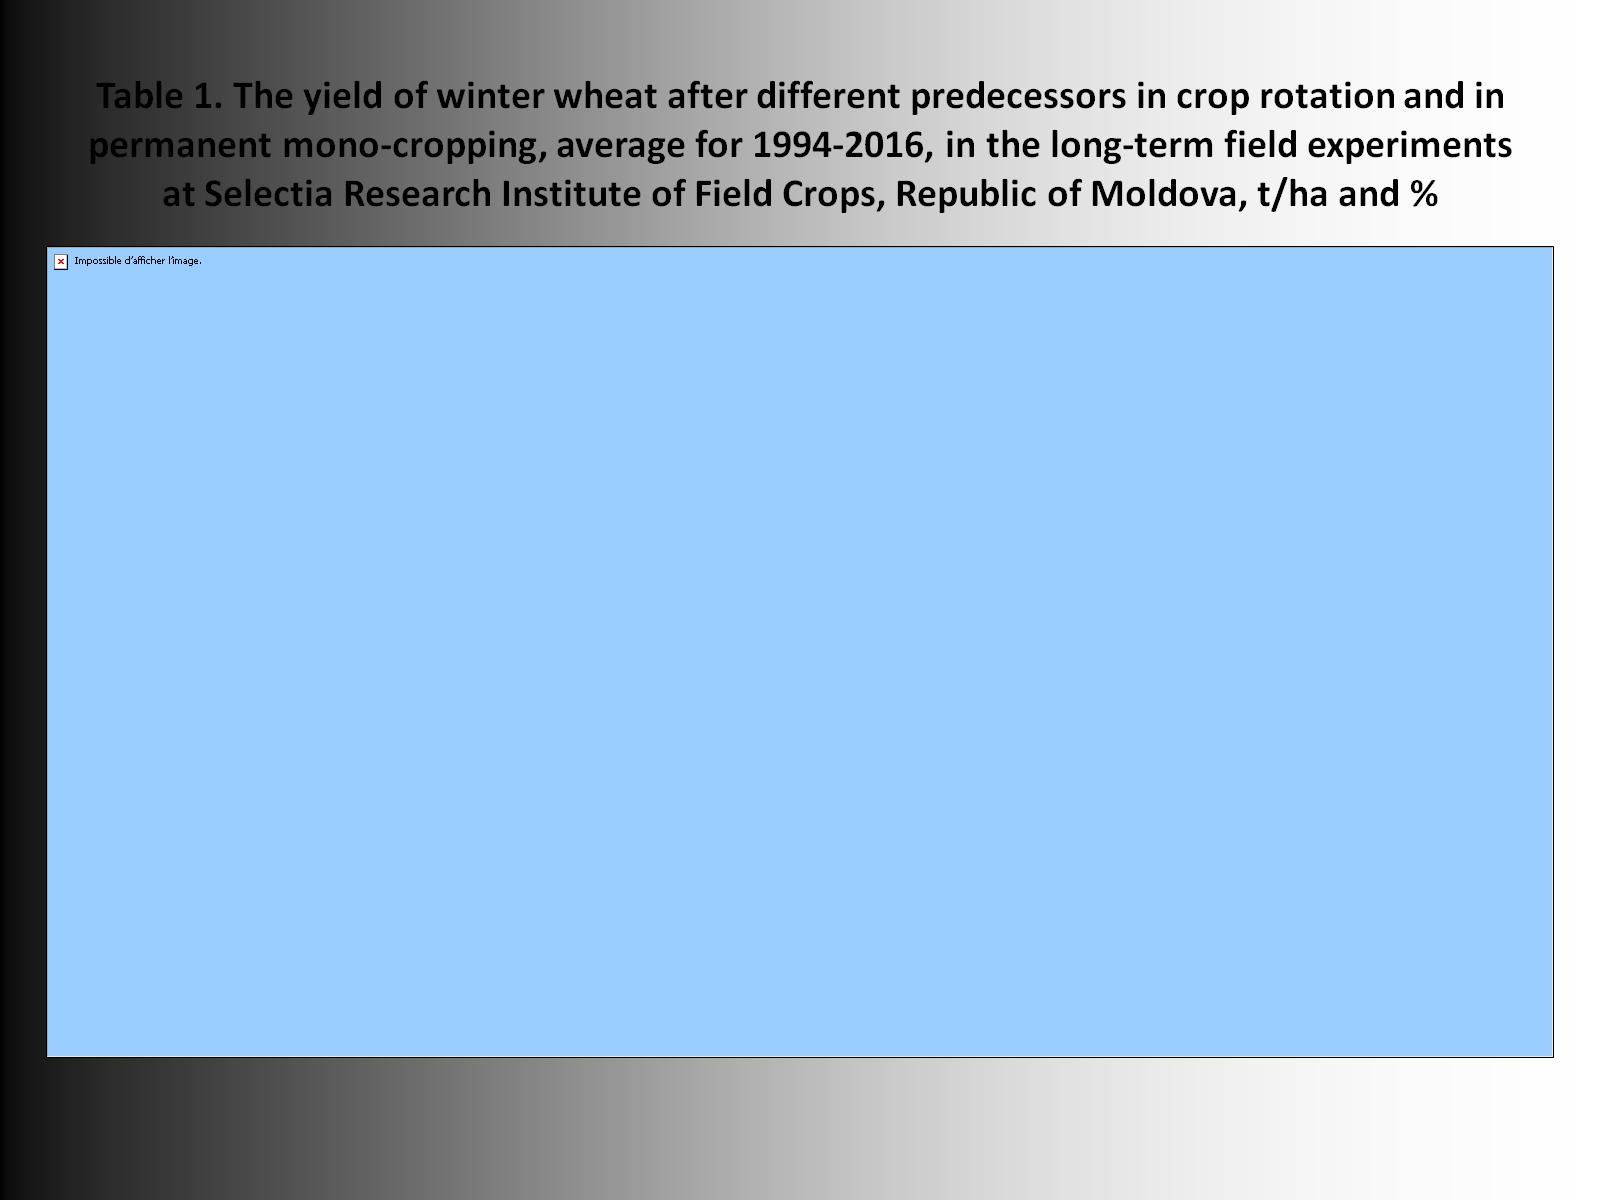 Table 1. The yield of winter wheat after different predecessors in crop rotation and in
permanent mono-cropping, average for 1994-2016, in the long-term field experiments
at Selectia Research Institute of Field Crops, Republic of Moldova, t/ha and %
Impossible d'afficher l'image.